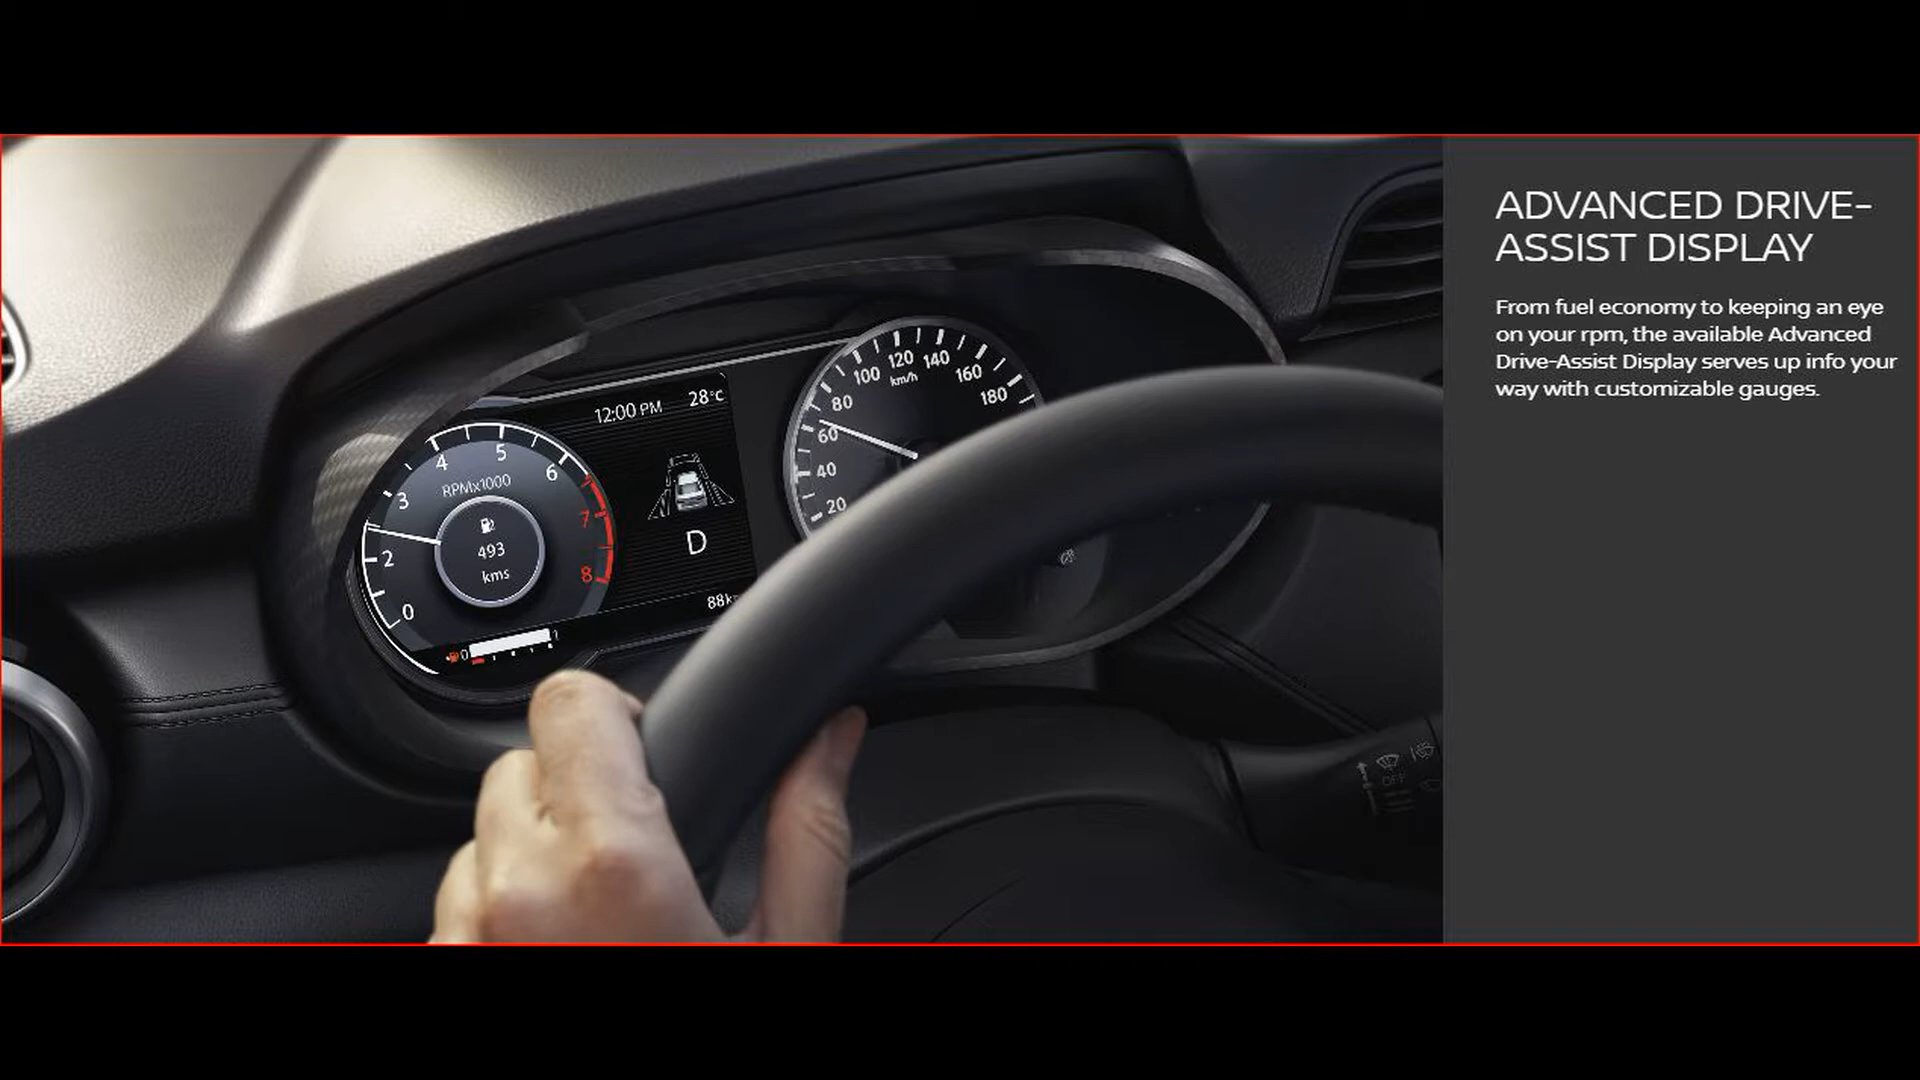 ADVANCED DRIVE-
ASSIST DISPLAY
From fuel economy to keeping an eye
on your rpm, the available Advanced
Drive-Assist Display serves up info your
way with customizable gauges.
12:00 PM 28°C
0 2 3 4 5 6 7 8
RPMx1000
493
kms
D
88k
0
20 40 60 80 100 120 140 160 180
km/h
OFF